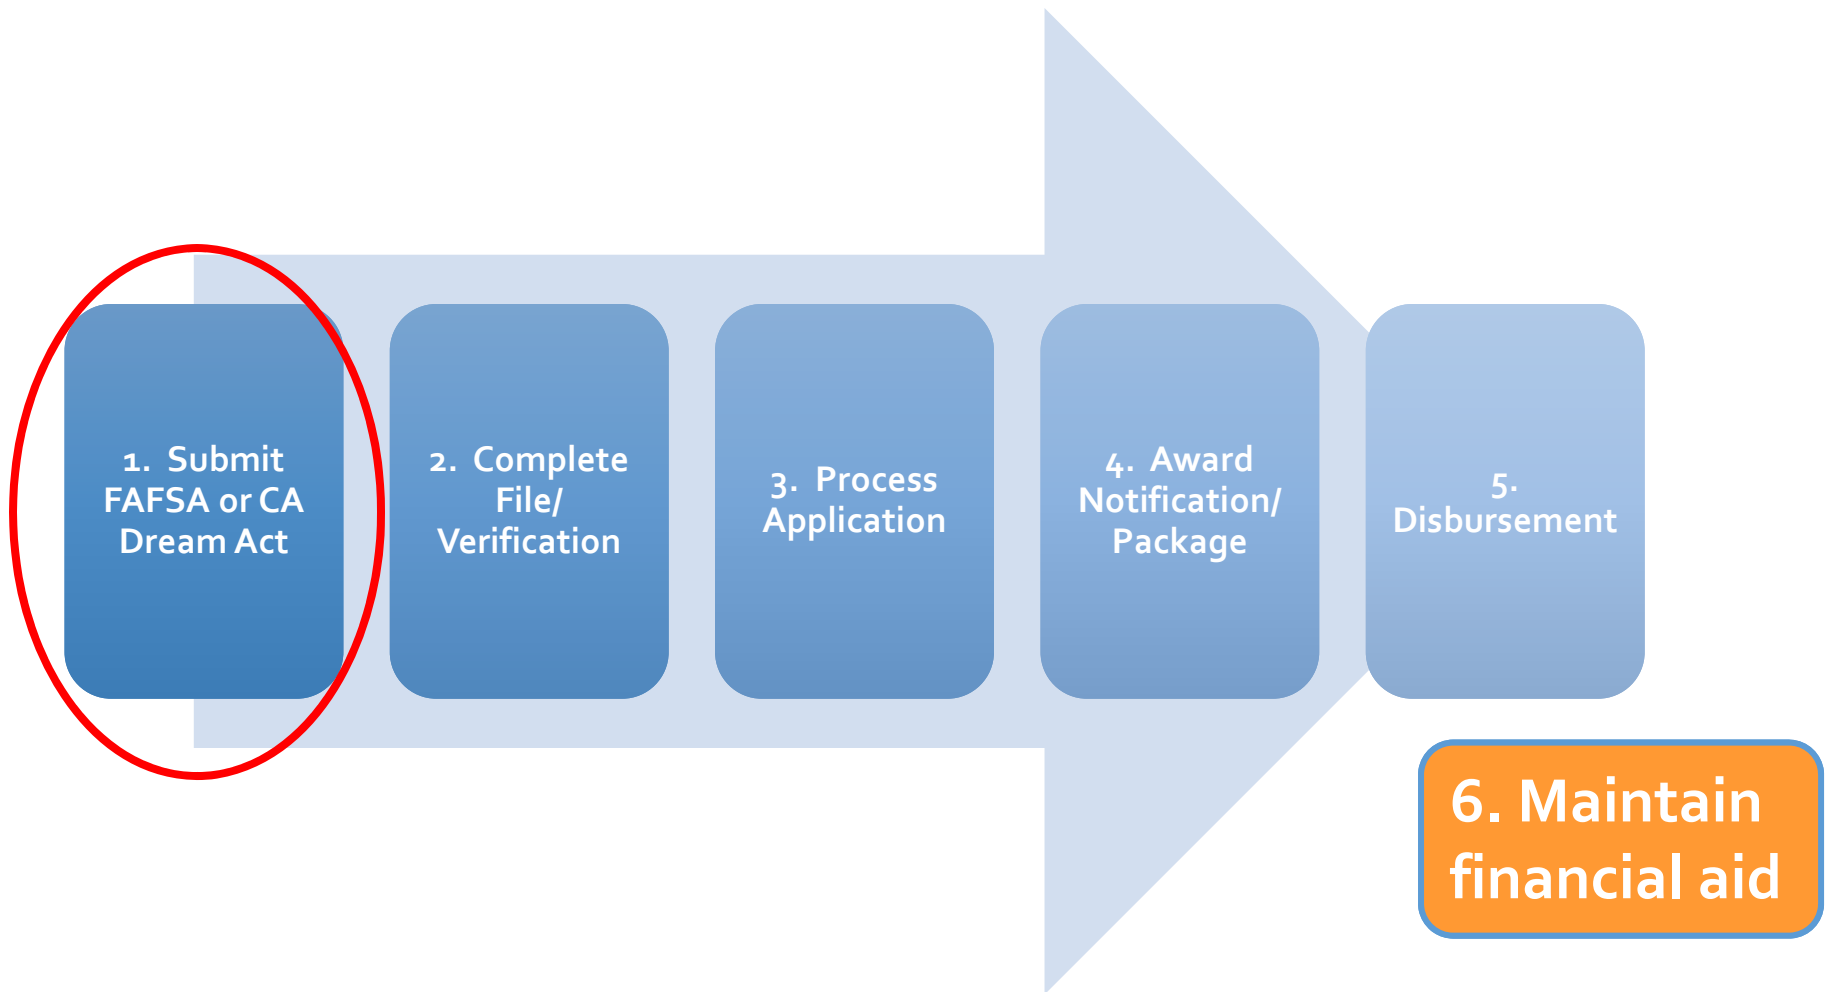 1. Submit
FAFSA or CA
Dream Act
2. Complete
File/
Verification
3. Process
Application
4. Award
Notification/
Package
5.
Disbursement
6. Maintain
financial aid